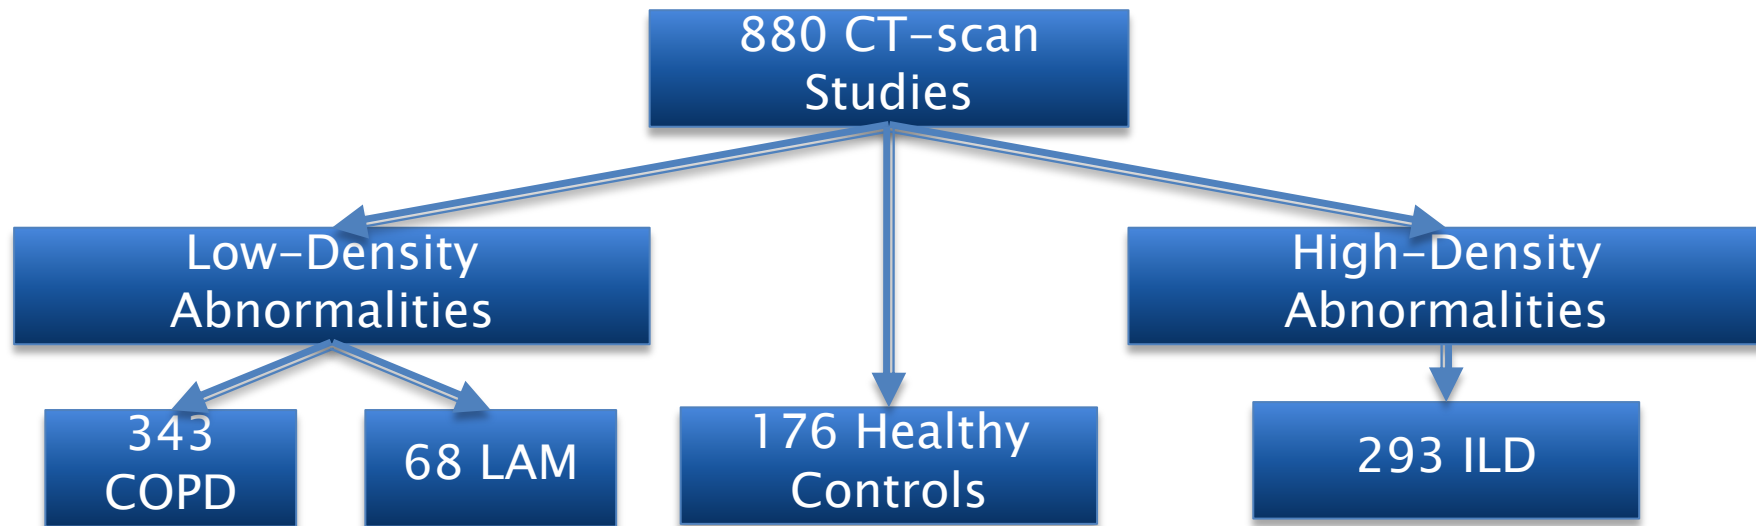 880 CT-scan
Studies
Low-Density
Abnormalities
High-Density
Abnormalities
343
COPD
68 LAM
176 Healthy
Controls
293 ILD